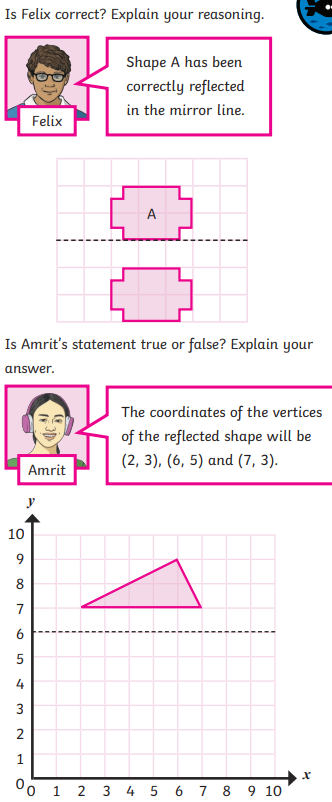 Is Felix correct? Explain your reasoning.
Shape A has been
correctly reflected
in the mirror line.
Felix
A
Is Amrit's statement true or false? Explain your
answer.
The coordinates of the vertices
of the reflected shape will be
(2, 3), (6, 5) and (7, 3).
Amrit
y
10
9
8
7
6
5
4
3
2
1
0
0 1 2 3 4 5 6 7 8 9 10 x